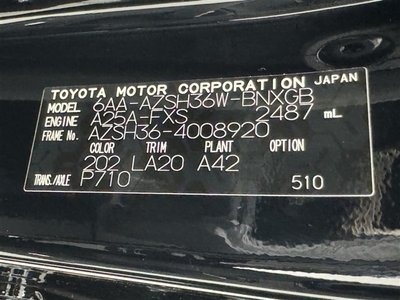 TOYOTA MOTOR CORPORATION JAPAN
MODEL 6AA-AZSH36W-BNXGB
ENGINE A25A-FXS 2487 mL
FRAME No. AZSH36-4008920
COLOR TRIM PLANT OPTION
202 LA20 A42
TRANS./AXLE P710 510